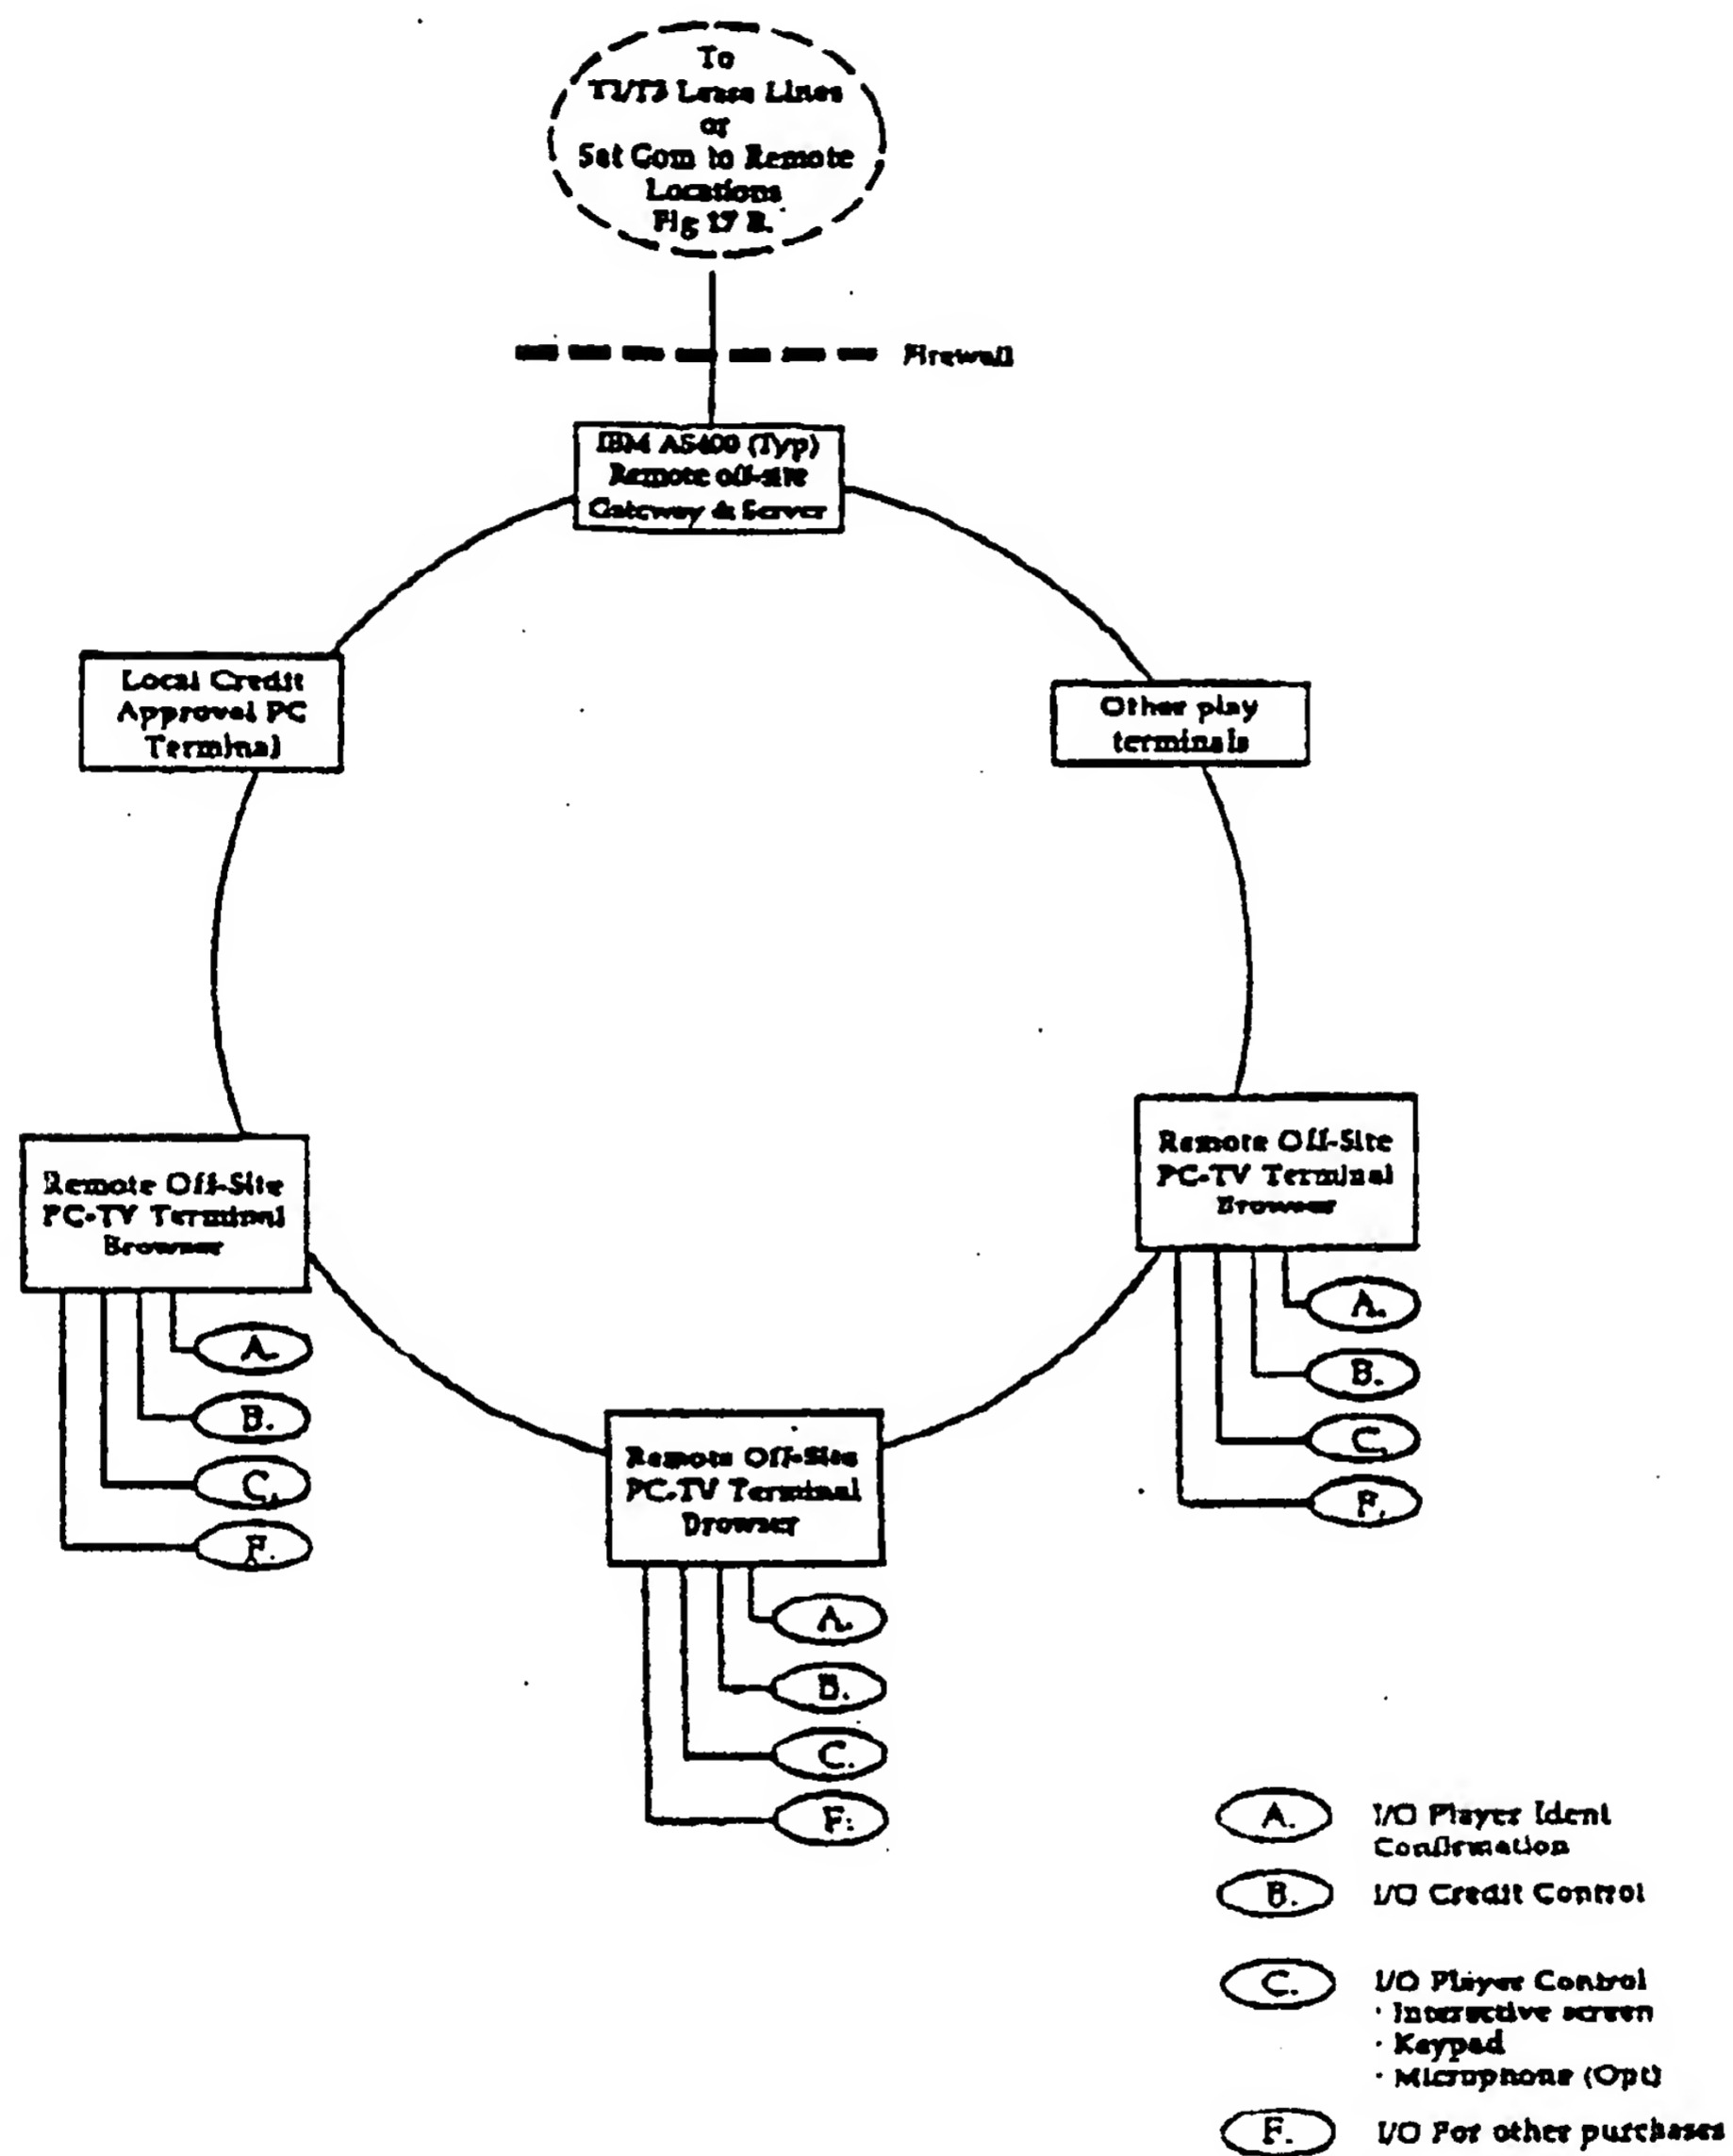 To
T1/T3 Lease Lines
or
Sat Com to Remote
Locations
Fig 17 B.
Firewall
IBM AS400 (Typ)
Remote off-site
Gateway & Server
Local Credit
Approval PC
Terminal
Other play
terminals
Remote Off-Site
PC-TV Terminal
Browser
A.
B.
C.
F.
Remote Off-Site
PC-TV Terminal
Browser
A.
B.
C.
F.
Remote Off-Site
PC-TV Terminal
Browser
A.
B.
C.
F.
A. I/O Player Ident
Confirmation
B. I/O Credit Control
C. I/O Player Control
· Interactive screen
· Keypad
· Microphone (Opt)
F. I/O For other purchases